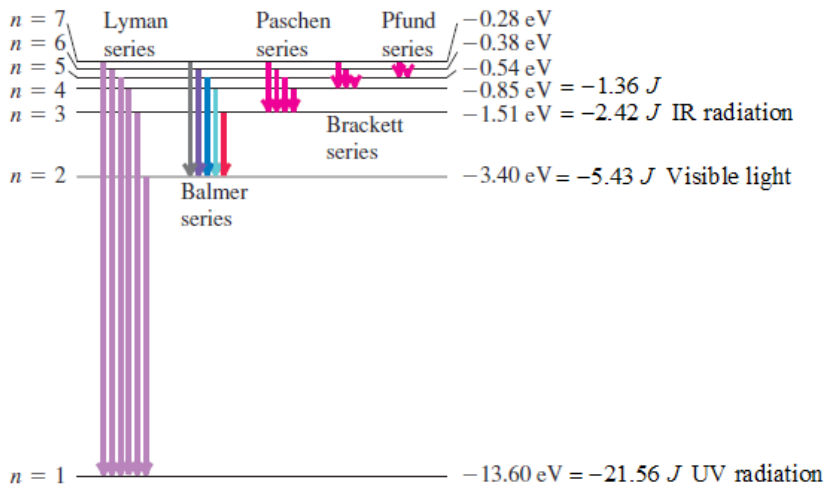 n = 7 Lyman series Paschen series Pfund series −0.28 eV
n = 6 −0.38 eV
n = 5 −0.54 eV
n = 4 −0.85 eV = −1.36 J
n = 3 −1.51 eV = −2.42 J IR radiation
Brackett series
n = 2 −3.40 eV = −5.43 J Visible light
Balmer series
n = 1 −13.60 eV = −21.56 J UV radiation